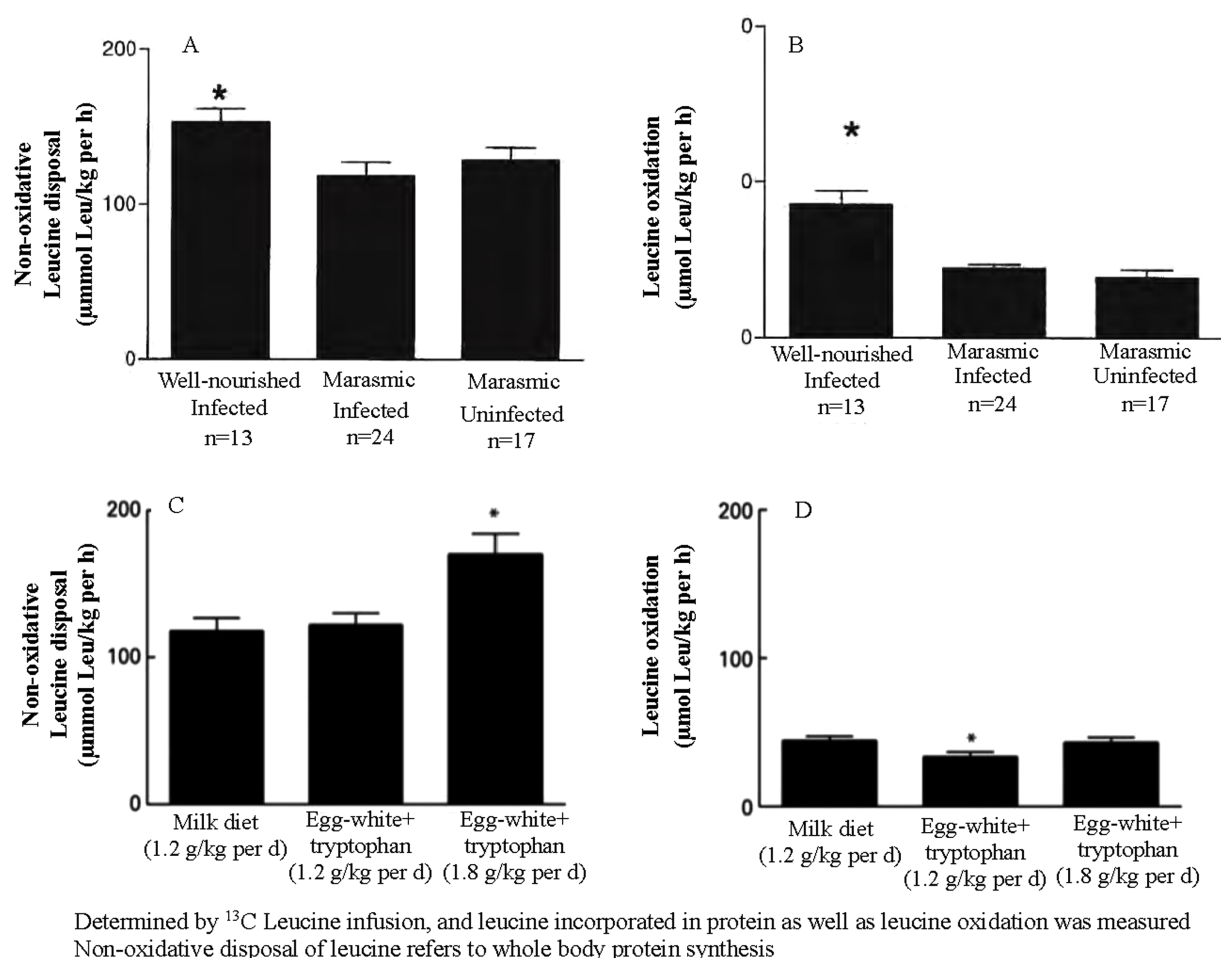 A
200
*
100
0
Non-oxidative
Leucine disposal
(µmmol Leu/kg per h)
Well-nourished
Infected
n=13
Marasmic
Infected
n=24
Marasmic
Uninfected
n=17
B
0
*
0
0
Leucine oxidation
(µmol Leu/kg per h)
Well-nourished
Infected
n=13
Marasmic
Infected
n=24
Marasmic
Uninfected
n=17
C
200
*
100
0
Non-oxidative
Leucine disposal
(µmmol Leu/kg per h)
Milk diet
(1.2 g/kg per d)
Egg-white+
tryptophan
(1.2 g/kg per d)
Egg-white+
tryptophan
(1.8 g/kg per d)
D
200
100
*
0
Leucine oxidation
(µmol Leu/kg per h)
Milk diet
(1.2 g/kg per d)
Egg-white+
tryptophan
(1.2 g/kg per d)
Egg-white+
tryptophan
(1.8 g/kg per d)
Determined by ¹³C Leucine infusion, and leucine incorporated in protein as well as leucine oxidation was measured
Non-oxidative disposal of leucine refers to whole body protein synthesis